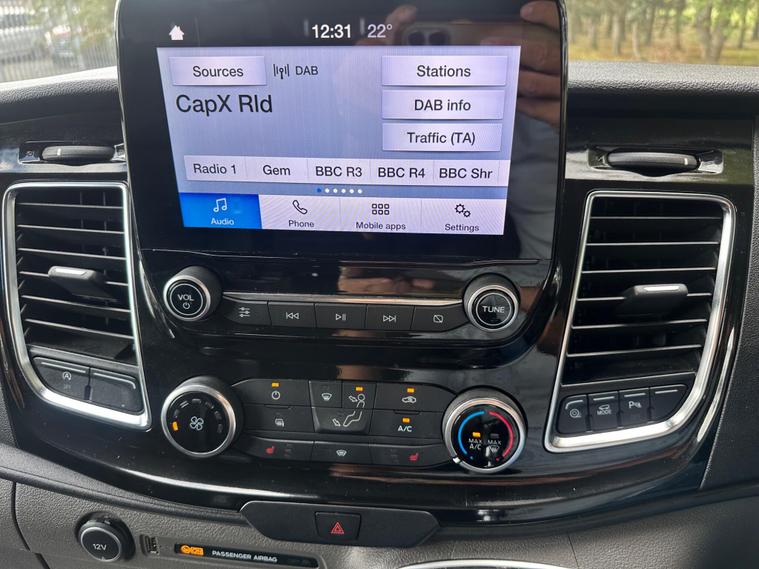 12:31 22°
Sources DAB Stations
CapX Rld
DAB info
Traffic (TA)
Radio 1 Gem BBC R3 BBC R4 BBC Shr
Audio Phone Mobile apps Settings
VOL TUNE
A/C
MAX A/C MAX
MODE
12V
PASSENGER AIRBAG